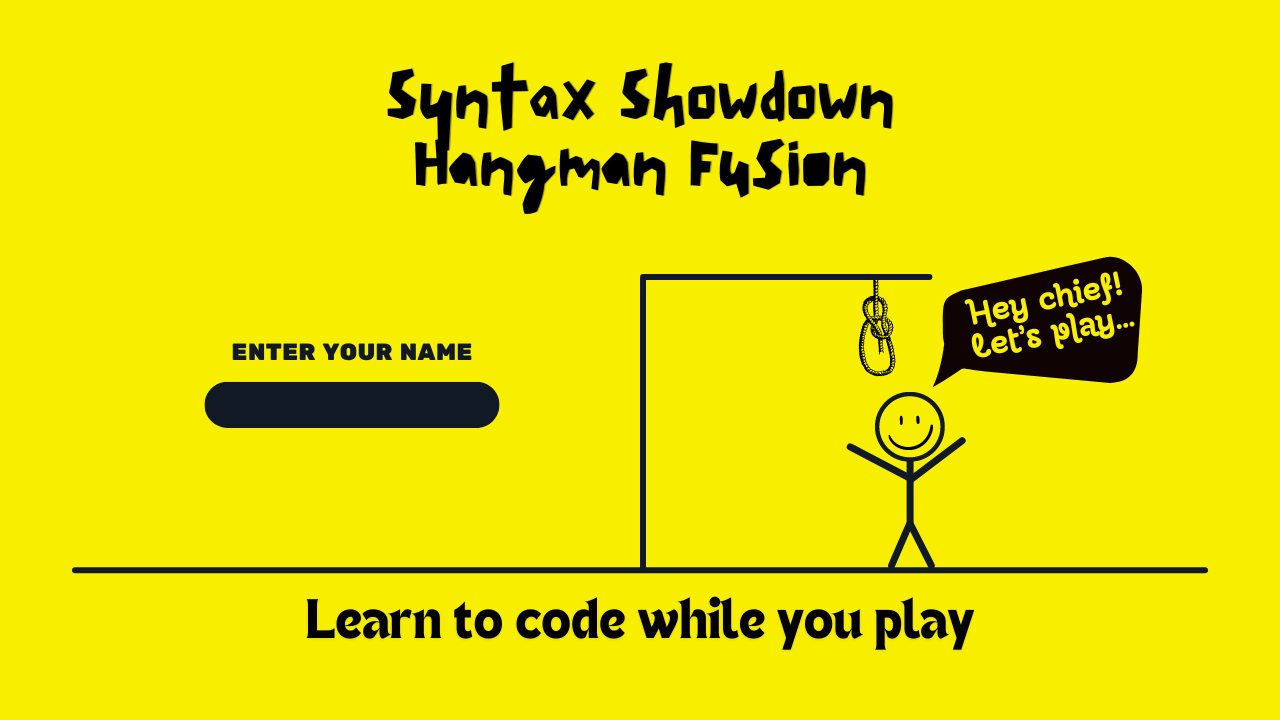 Syntax Showdown
Hangman Fusion
Hey chief!
Let's play...
ENTER YOUR NAME
Learn to code while you play